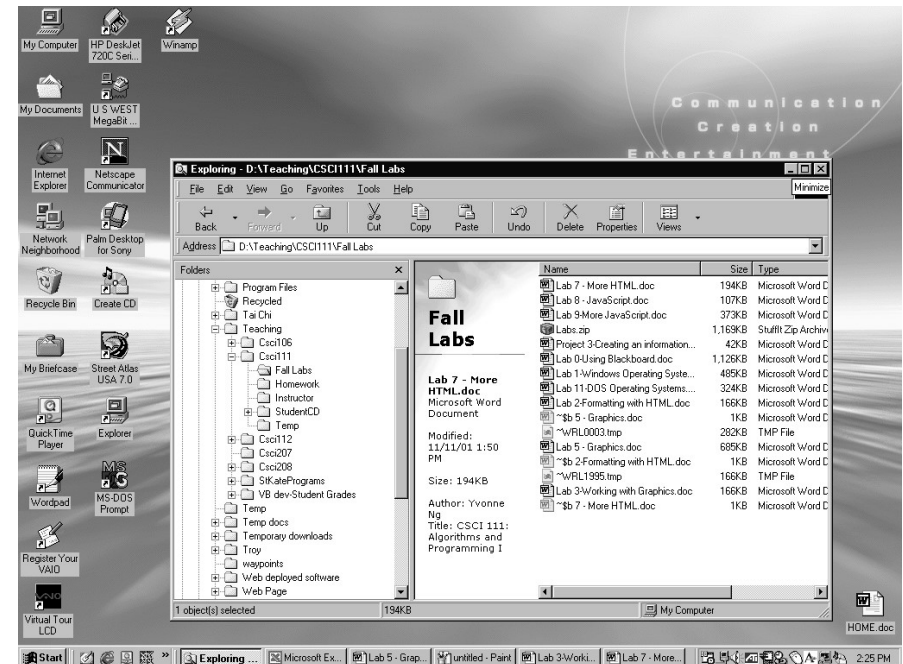 My Computer
HP DeskJet
720C Seri...
Winamp
My Documents
U S WEST
MegaBit ...
Internet
Explorer
Netscape
Communicator
Network
Neighborhood
Palm Desktop
for Sony
Recycle Bin
Create CD
My Briefcase
Street Atlas
USA 7.0
QuickTime
Player
Explorer
Wordpad
MS-DOS
Prompt
Register Your
VAIO
Virtual Tour
LCD
Communication
Creation
Entertainment
Exploring - D:\Teaching\CSCI111\Fall Labs
Minimize
File Edit View Go Favorites Tools Help
Back Forward Up Cut Copy Paste Undo Delete Properties Views
Address D:\Teaching\CSCI111\Fall Labs
Folders
Program Files
Recycled
Tai Chi
Teaching
Csci106
Csci111
Fall Labs
Homework
Instructor
StudentCD
Temp
Csci112
Csci207
Csci208
StKatePrograms
VB dev-Student Grades
Temp
Temp docs
Temporary downloads
Troy
waypoints
Web deployed software
Web Page
Fall
Labs
Lab 7 - More
HTML.doc
Microsoft Word
Document
Modified:
11/11/01 1:50
PM
Size: 194KB
Author: Yvonne
Ng
Title: CSCI 111:
Algorithms and
Programming I
Name Size Type
Lab 7 - More HTML.doc 194KB Microsoft Word D
Lab 8 - JavaScript.doc 107KB Microsoft Word D
Lab 9-More JavaScript.doc 373KB Microsoft Word D
Labs.zip 1,169KB StuffIt Zip Archive
Project 3-Creating an information... 42KB Microsoft Word D
Lab 0-Using Blackboard.doc 1,126KB Microsoft Word D
Lab 1-Windows Operating Syste... 485KB Microsoft Word D
Lab 11-DOS Operating Systems.... 324KB Microsoft Word D
Lab 2-Formatting with HTML.doc 166KB Microsoft Word D
~$b 5 - Graphics.doc 1KB Microsoft Word D
~WRL0003.tmp 282KB TMP File
Lab 5 - Graphics.doc 685KB Microsoft Word D
~$b 2-Formatting with HTML.doc 1KB Microsoft Word D
~WRL1995.tmp 166KB TMP File
Lab 3-Working with Graphics.doc 166KB Microsoft Word D
~$b 7 - More HTML.doc 1KB Microsoft Word D
1 object(s) selected 194KB My Computer
HOME.doc
Start » Exploring ... Microsoft Ex... Lab 5 - Grap... untitled - Paint Lab 3-Worki... Lab 7 - More... 2:25 PM